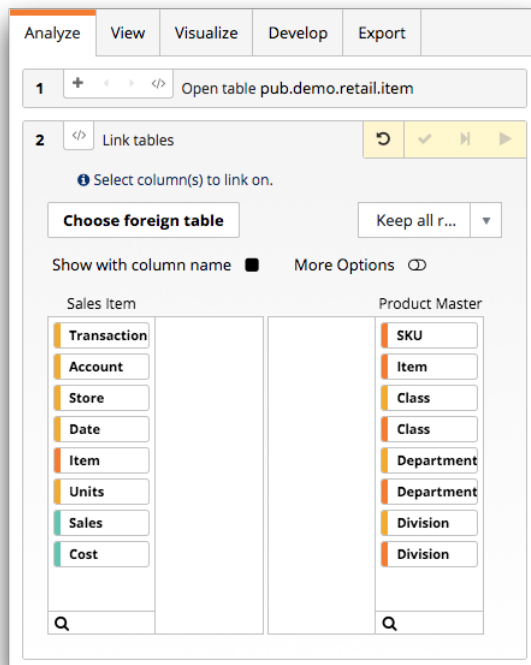 Analyze View Visualize Develop Export
1 Open table pub.demo.retail.item
2 Link tables
Select column(s) to link on.
Choose foreign table Keep all r...
Show with column name More Options
Sales Item Product Master
Transaction SKU
Account Item
Store Class
Date Class
Item Department
Units Department
Sales Division
Cost Division